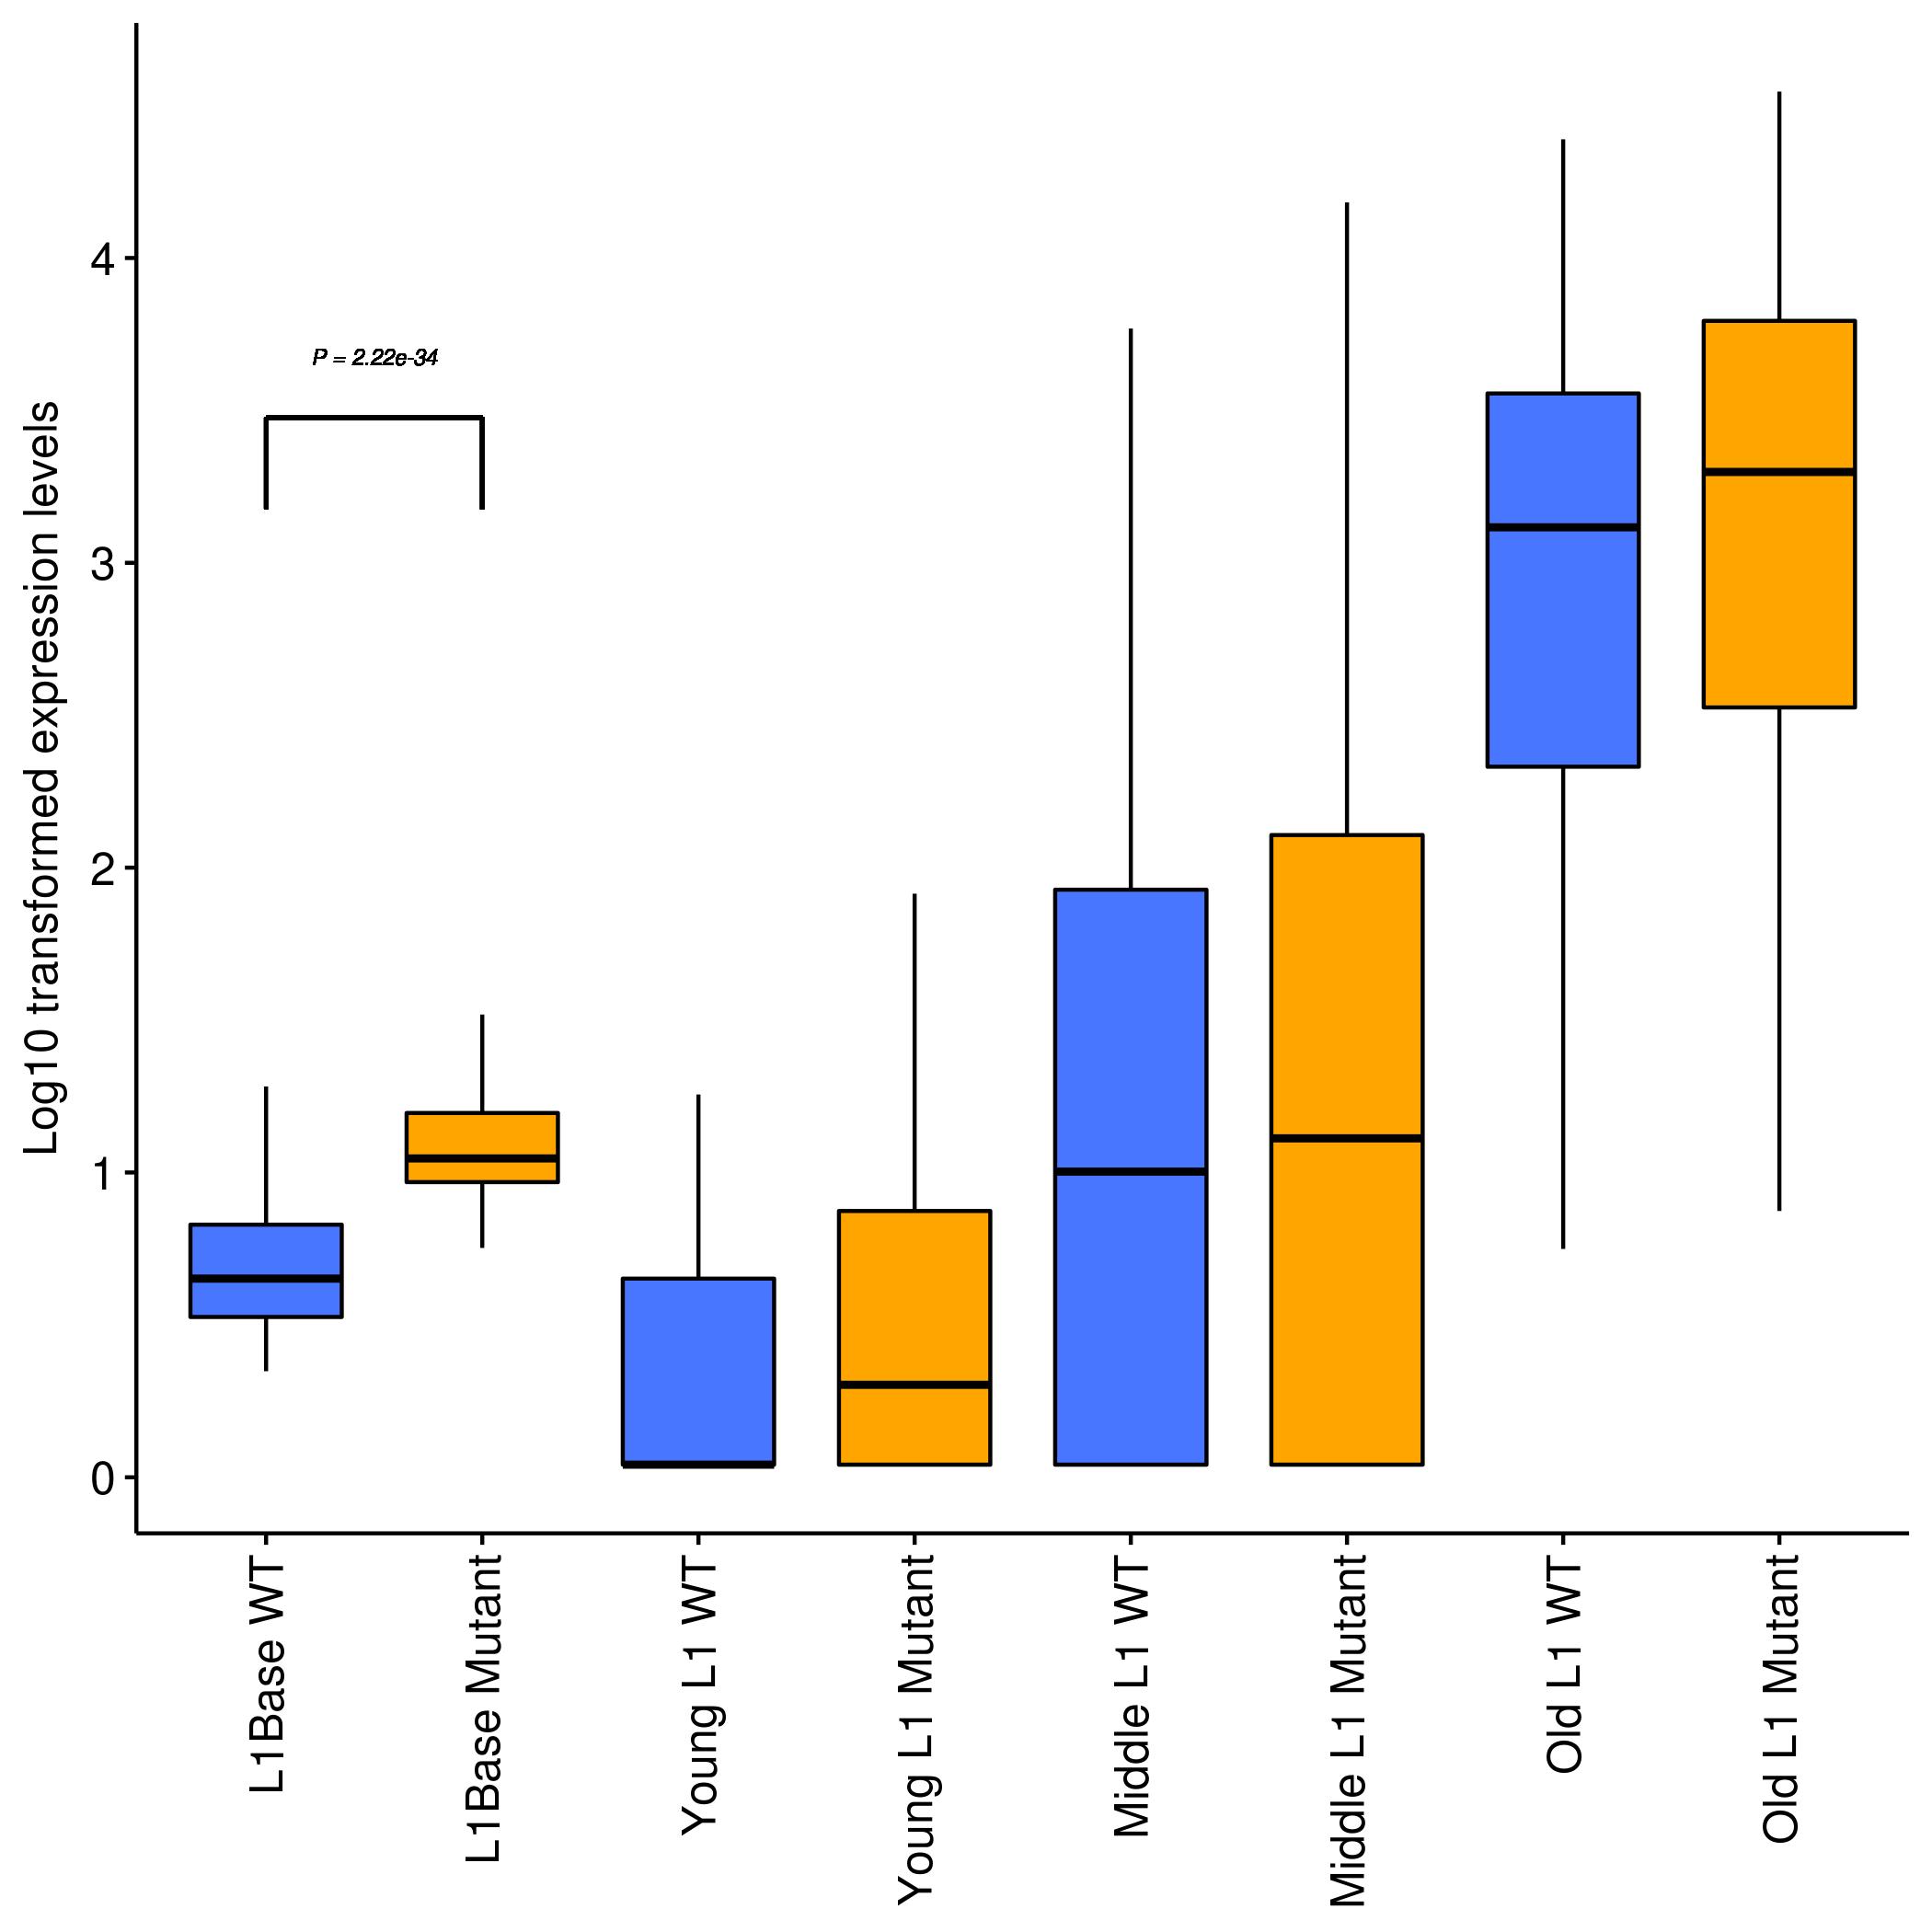 Log10 transformed expression levels
4
3
2
1
0
P = 2.22e-34
L1Base WT
L1Base Mutant
Young L1 WT
Young L1 Mutant
Middle L1 WT
Middle L1 Mutant
Old L1 WT
Old L1 Mutant